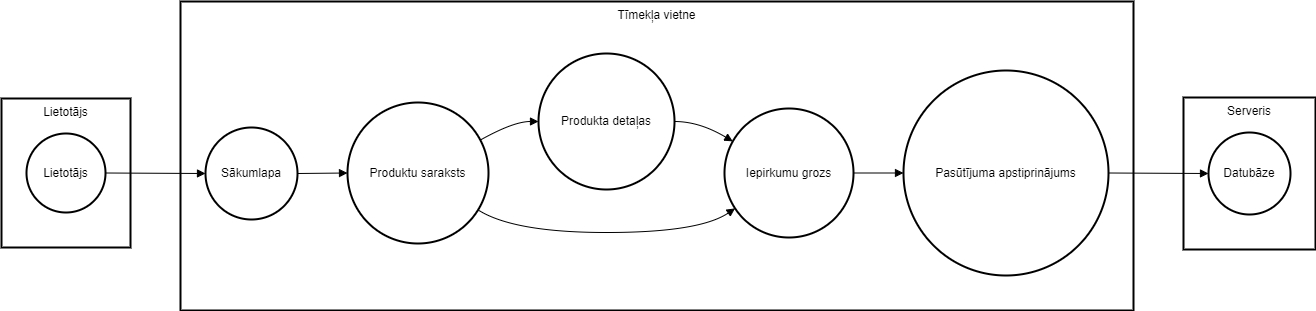 Tīmekļa vietne
Lietotājs
Lietotājs
Sākumlapa
Produktu saraksts
Produkta detaļas
Iepirkumu grozs
Pasūtījuma apstiprinājums
Serveris
Datubāze